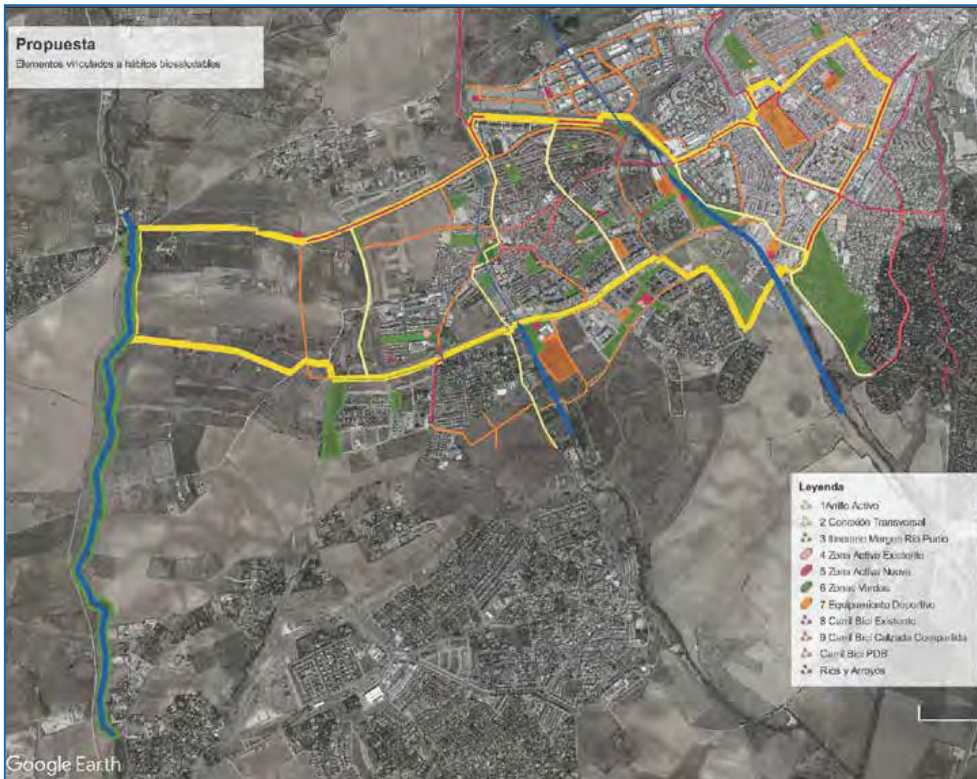 Propuesta
Elementos vinculados a hábitos biosaludables
Leyenda
1Anillo Activo
2 Conexión Transversal
3 Itinerario Margen Río Pudio
4 Zona Activa Existente
5 Zona Activa Nueva
6 Zonas Verdes
7 Equipamiento Deportivo
8 Carril Bici Existente
9 Carril Bici Calzada Compartida
Carril Bici PDB
Ríos y Arroyos
Google Earth